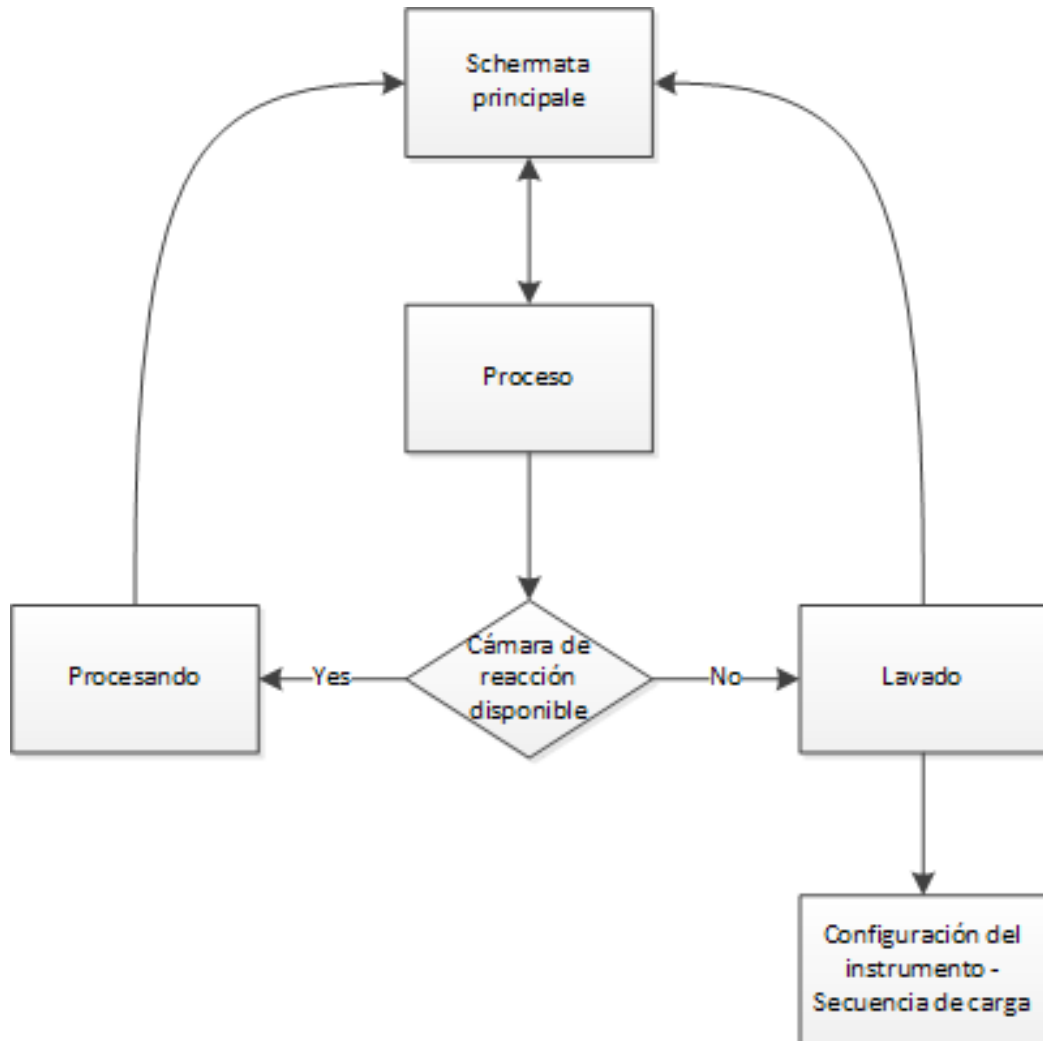 Schermata
principale
Proceso
Cámara de
reacción
disponible
Procesando
Yes
No
Lavado
Configuración del
instrumento -
Secuencia de carga